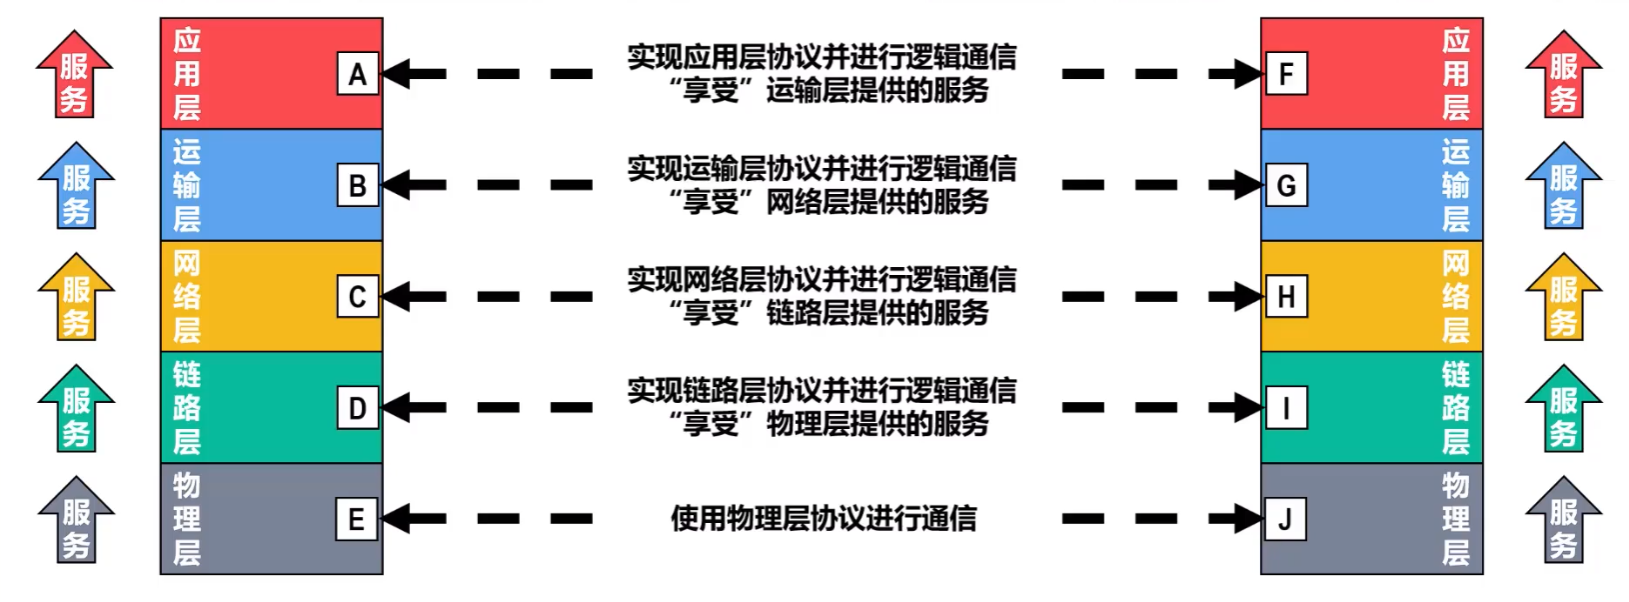 服务
应用层
A
实现应用层协议并进行逻辑通信
“享受”运输层提供的服务
F
应用层
服务
服务
运输层
B
实现运输层协议并进行逻辑通信
“享受”网络层提供的服务
G
运输层
服务
服务
网络层
C
实现网络层协议并进行逻辑通信
“享受”链路层提供的服务
H
网络层
服务
服务
链路层
D
实现链路层协议并进行逻辑通信
“享受”物理层提供的服务
I
链路层
服务
服务
物理层
E
使用物理层协议进行通信
J
物理层
服务